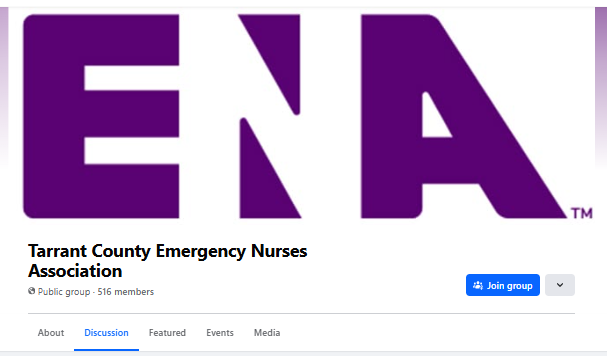 ENA™
Tarrant County Emergency Nurses
Association
Public group · 516 members
Join group
About Discussion Featured Events Media